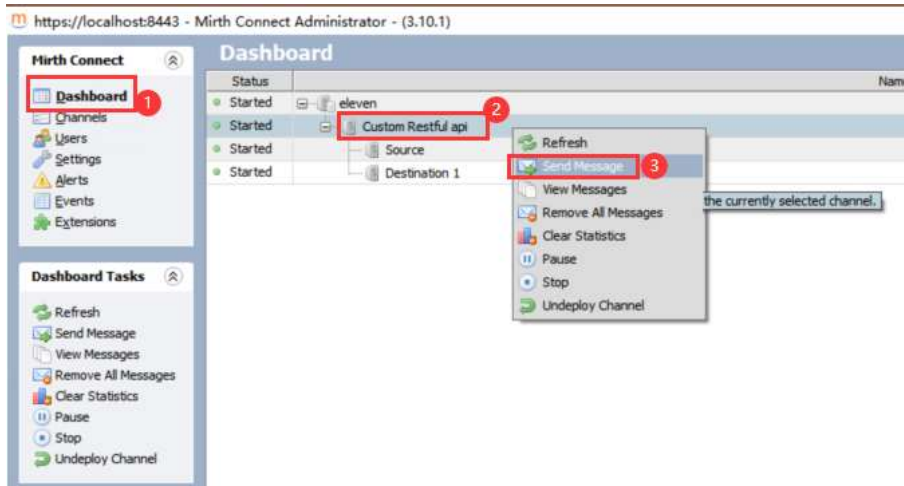 https://localhost:8443 - Mirth Connect Administrator - (3.10.1)
Mirth Connect
Dashboard
1
Channels
Users
Settings
Alerts
Events
Extensions
Dashboard Tasks
Refresh
Send Message
View Messages
Remove All Messages
Clear Statistics
Pause
Stop
Undeploy Channel
Dashboard
Status
Name
Started
eleven
2
Started
Custom Restful api
Started
Source
Started
Destination 1
Refresh
Send Message
3
View Messages
the currently selected channel.
Remove All Messages
Clear Statistics
Pause
Stop
Undeploy Channel